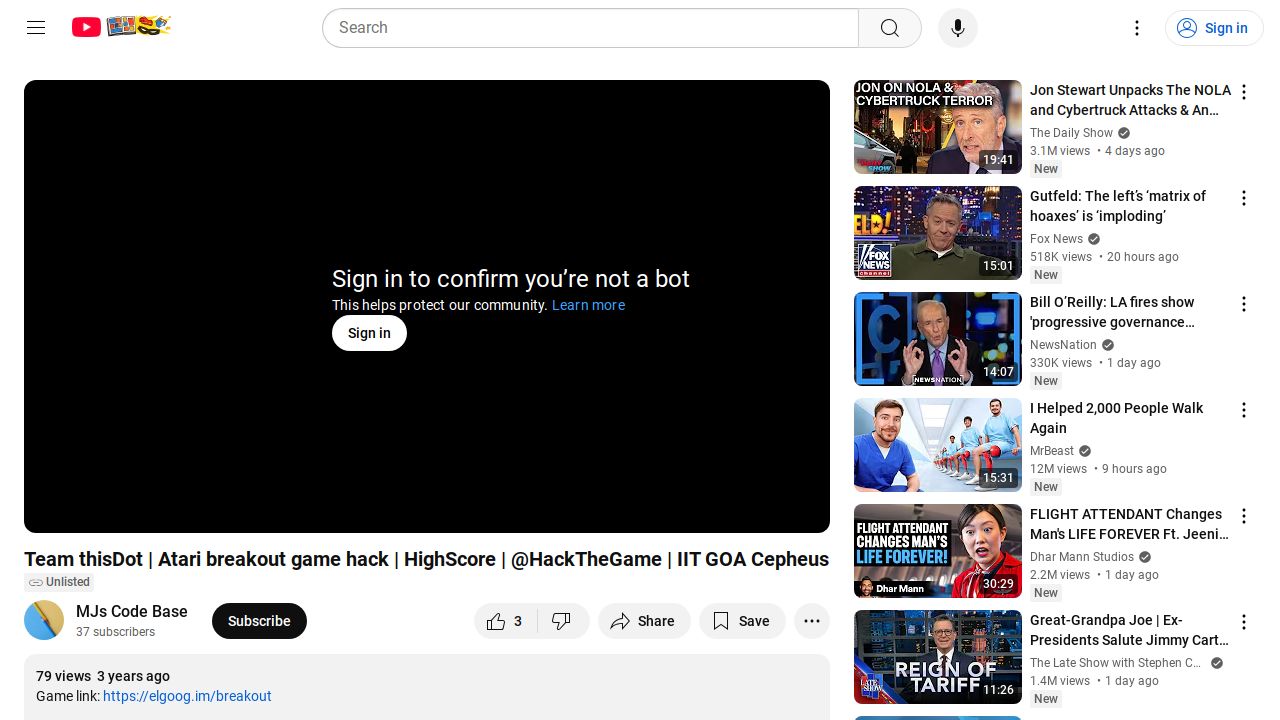 Search
Sign in
Sign in to confirm you’re not a bot
This helps protect our community. Learn more
Sign in
Team thisDot | Atari breakout game hack | HighScore | @HackTheGame | IIT GOA Cepheus
Unlisted
MJs Code Base
37 subscribers
Subscribe
3
Share
Save
79 views 3 years ago
Game link: https://elgoog.im/breakout
JON ON NOLA &
CYBERTRUCK TERROR
19:41
Jon Stewart Unpacks The NOLA
and Cybertruck Attacks & An…
The Daily Show
3.1M views • 4 days ago
New
ELD!
FOX
NEWS
channel
15:01
Gutfeld: The left’s ‘matrix of
hoaxes’ is ‘imploding’
Fox News
518K views • 20 hours ago
New
NEWSNATION
14:07
Bill O’Reilly: LA fires show
'progressive governance…
NewsNation
330K views • 1 day ago
New
15:31
I Helped 2,000 People Walk
Again
MrBeast
12M views • 9 hours ago
New
FLIGHT ATTENDANT
CHANGES MAN'S
LIFE FOREVER!
Dhar Mann
30:29
FLIGHT ATTENDANT Changes
Man's LIFE FOREVER Ft. Jeeni…
Dhar Mann Studios
2.2M views • 1 day ago
New
REIGN OF
TARIFF
LATE SHOW
11:26
Great-Grandpa Joe | Ex-
Presidents Salute Jimmy Cart…
The Late Show with Stephen C…
1.4M views • 1 day ago
New